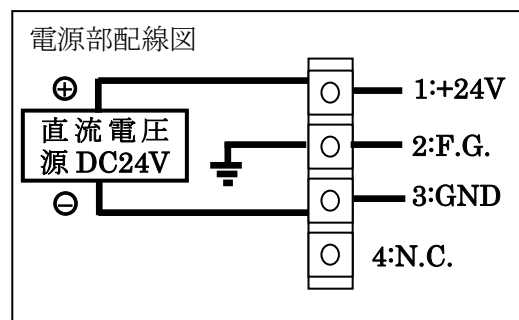 電源部配線図
⊕
直流電圧
源 DC24V
⊖
1:+24V
2:F.G.
3:GND
4:N.C.